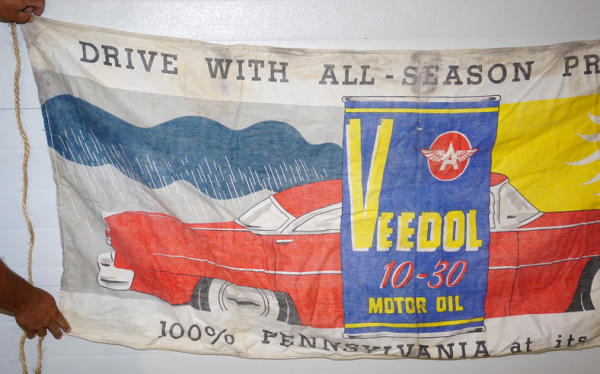 DRIVE WITH ALL-SEASON PR
A
VEEDOL
10-30
MOTOR OIL
100% PENNSYLVANIA at its